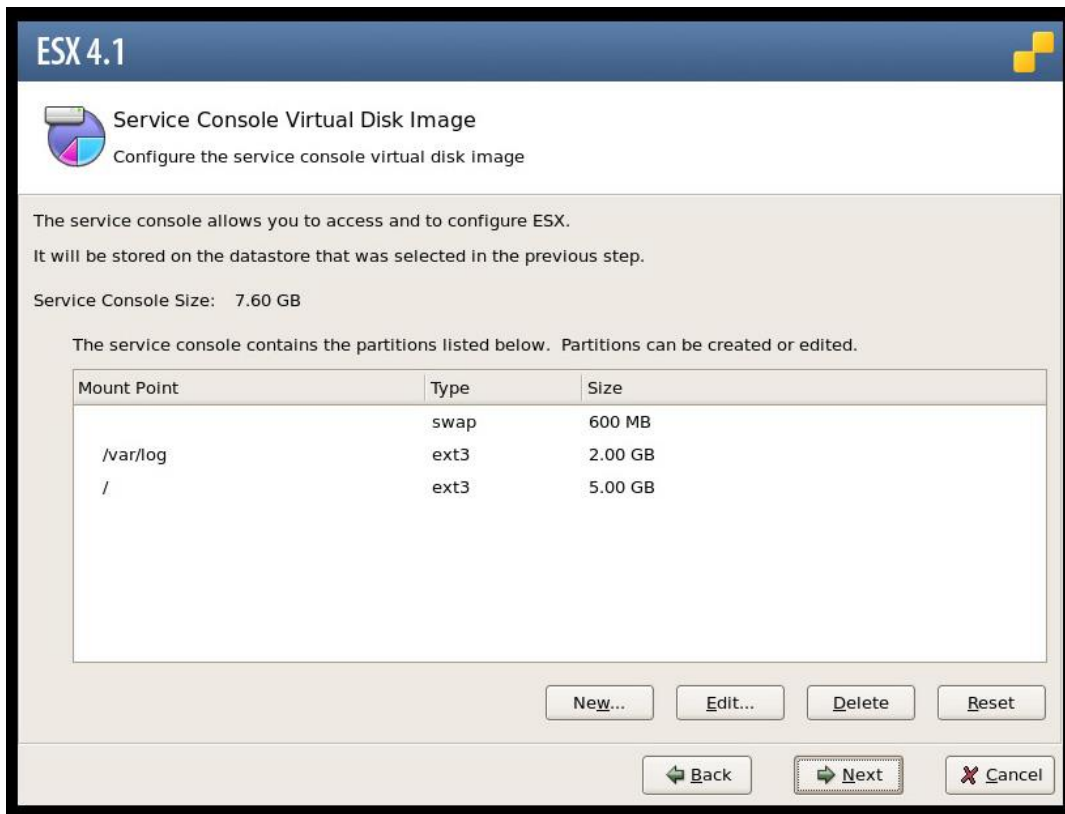 ESX 4.1
Service Console Virtual Disk Image
Configure the service console virtual disk image
The service console allows you to access and to configure ESX.
It will be stored on the datastore that was selected in the previous step.
Service Console Size: 7.60 GB
The service console contains the partitions listed below. Partitions can be created or edited.
Mount Point Type Size
swap 600 MB
/var/log ext3 2.00 GB
/ ext3 5.00 GB
New... Edit... Delete Reset
Back Next Cancel